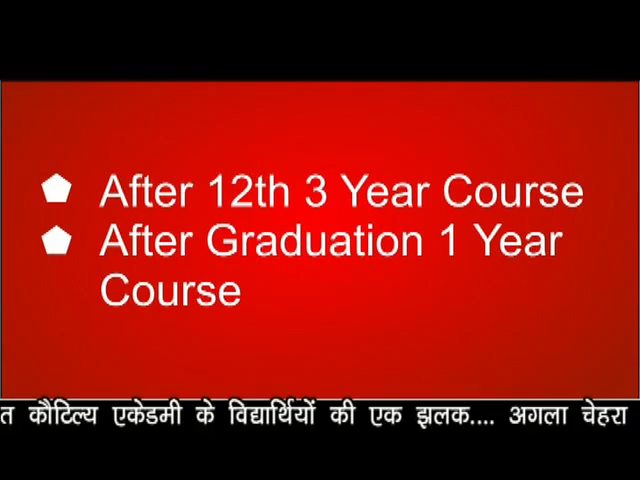 After 12th 3 Year Course
After Graduation 1 Year
Course
त कौटिल्य एकेडमी के विद्यार्थियों की एक झलक.... अगला चेहरा